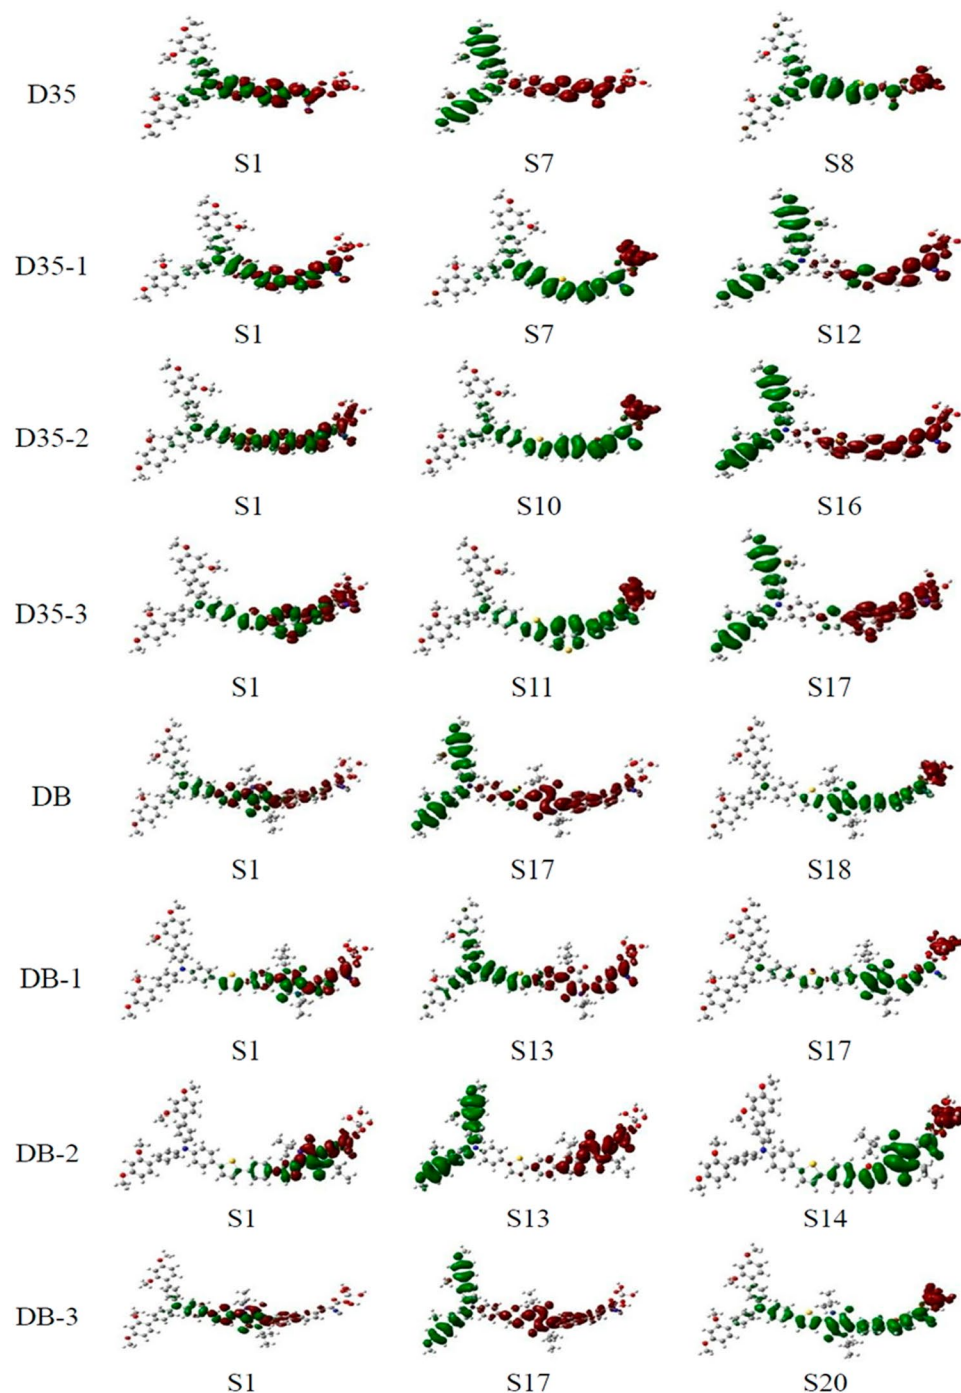 D35
S1 S7 S8
D35-1
S1 S7 S12
D35-2
S1 S10 S16
D35-3
S1 S11 S17
DB
S1 S17 S18
DB-1
S1 S13 S17
DB-2
S1 S13 S14
DB-3
S1 S17 S20